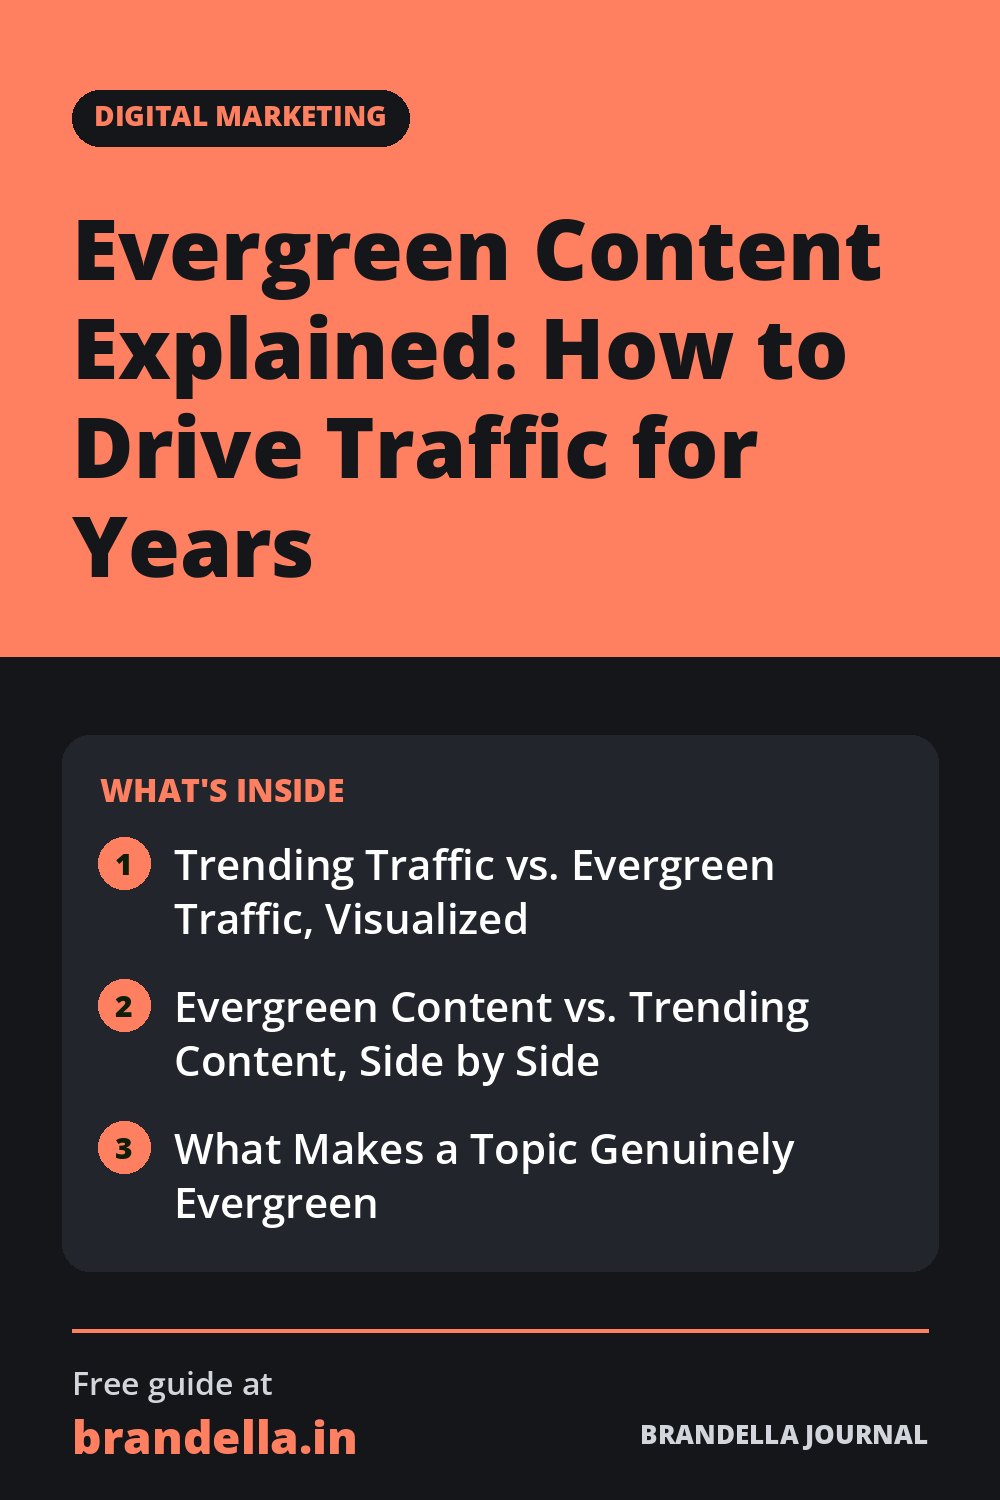 DIGITAL MARKETING
Evergreen Content
Explained: How to
Drive Traffic for
Years
WHAT'S INSIDE
1 Trending Traffic vs. Evergreen
Traffic, Visualized
2 Evergreen Content vs. Trending
Content, Side by Side
3 What Makes a Topic Genuinely
Evergreen
Free guide at
brandella.in
BRANDELLA JOURNAL